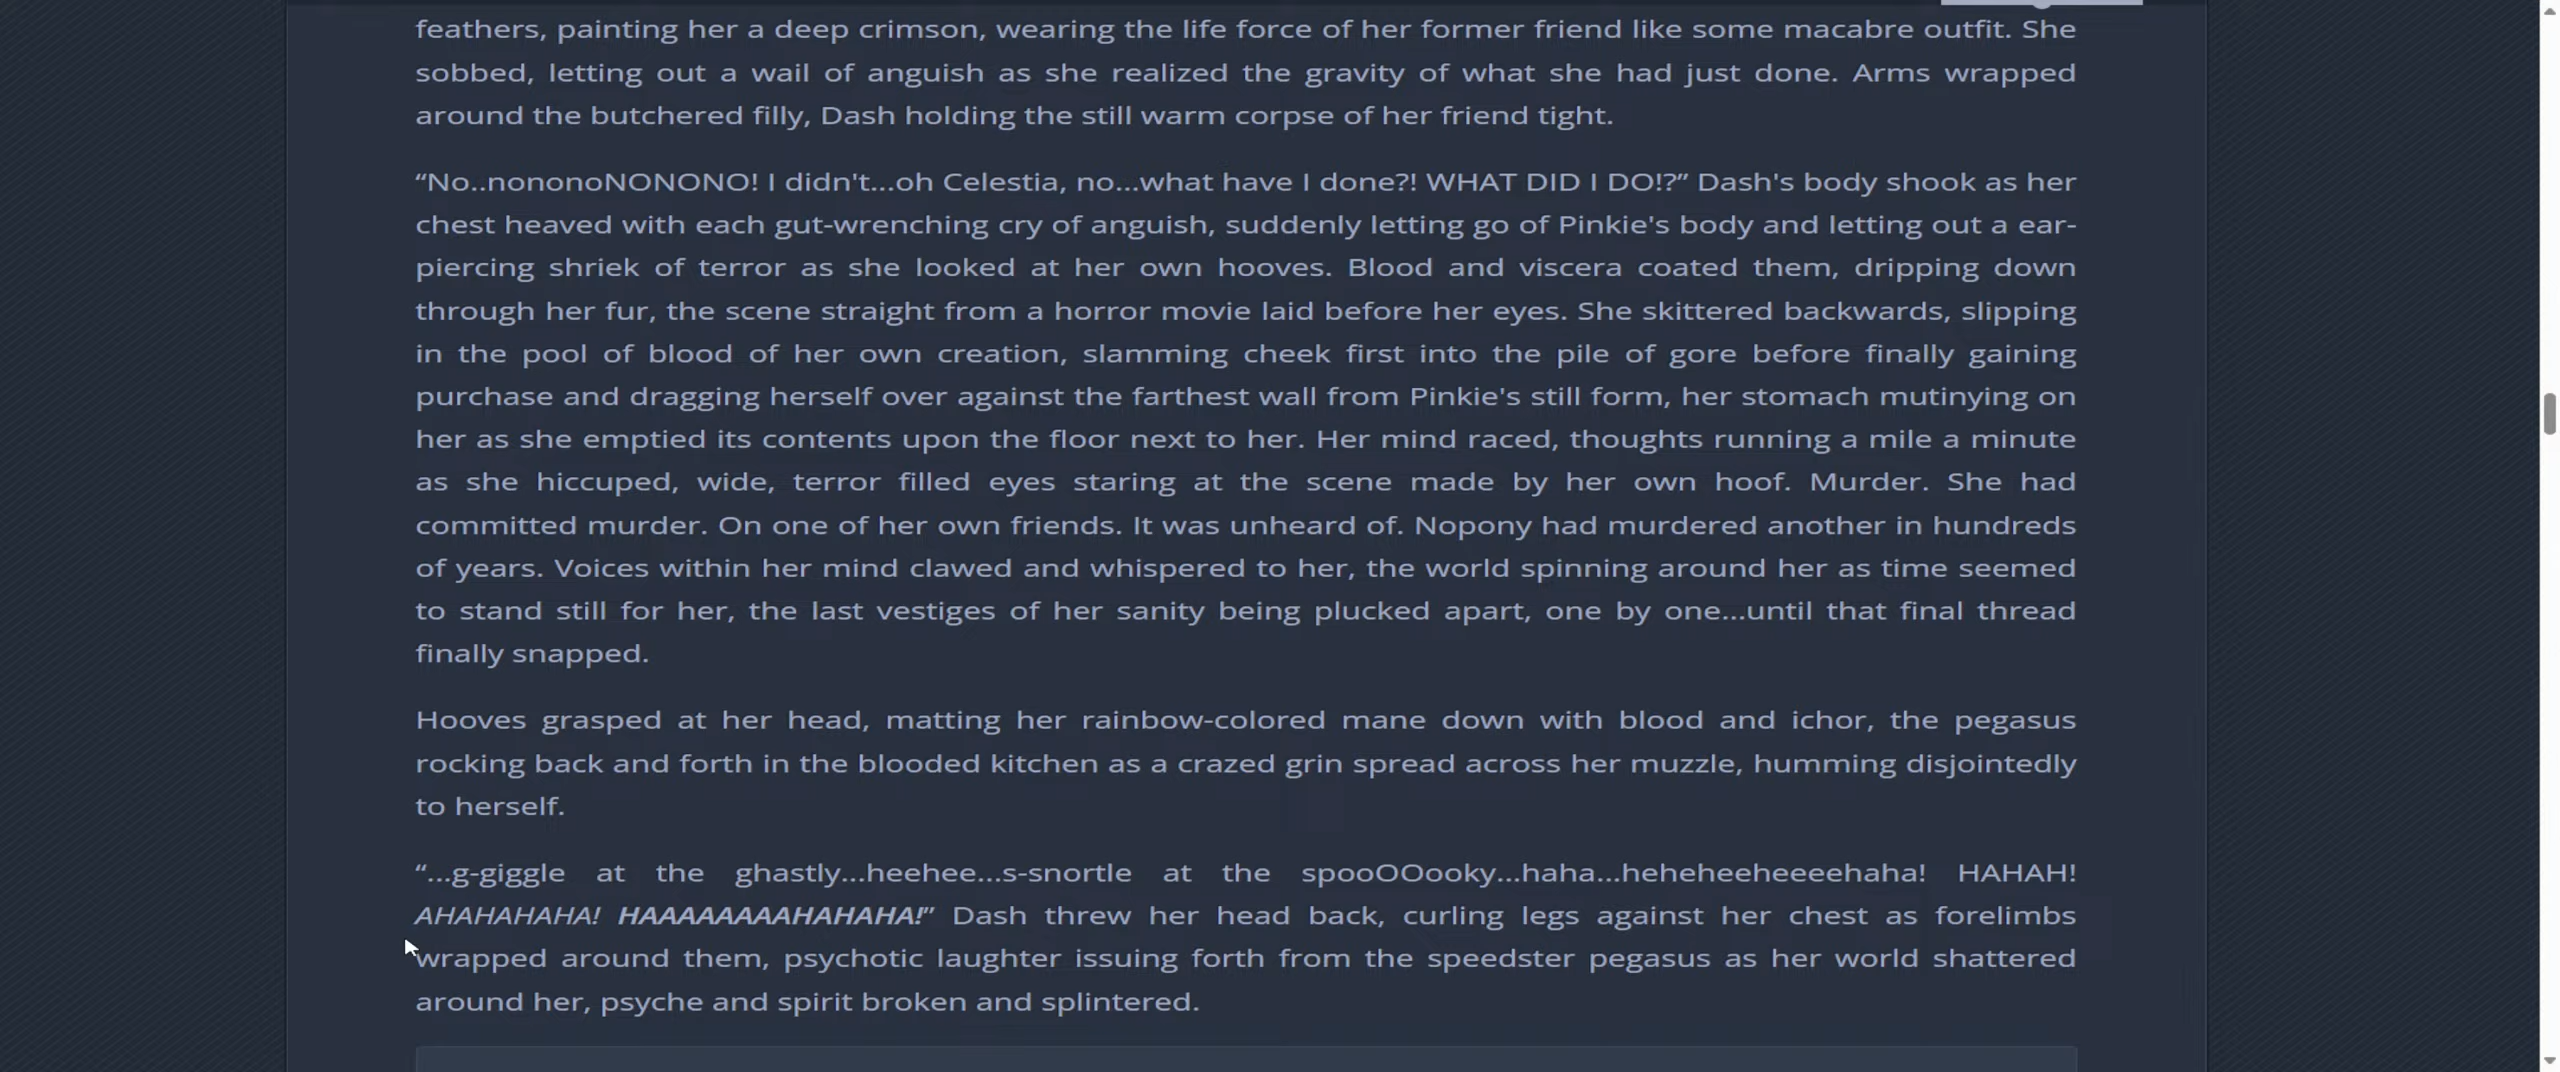 feathers, painting her a deep crimson, wearing the life force of her former friend like some macabre outfit. She
sobbed, letting out a wail of anguish as she realized the gravity of what she had just done. Arms wrapped
around the butchered filly, Dash holding the still warm corpse of her friend tight.
“No..nononoNONONO! I didn't...oh Celestia, no...what have I done?! WHAT DID I DO!?” Dash's body shook as her
chest heaved with each gut-wrenching cry of anguish, suddenly letting go of Pinkie's body and letting out a ear-
piercing shriek of terror as she looked at her own hooves. Blood and viscera coated them, dripping down
through her fur, the scene straight from a horror movie laid before her eyes. She skittered backwards, slipping
in the pool of blood of her own creation, slamming cheek first into the pile of gore before finally gaining
purchase and dragging herself over against the farthest wall from Pinkie's still form, her stomach mutinying on
her as she emptied its contents upon the floor next to her. Her mind raced, thoughts running a mile a minute
as she hiccuped, wide, terror filled eyes staring at the scene made by her own hoof. Murder. She had
committed murder. On one of her own friends. It was unheard of. Nopony had murdered another in hundreds
of years. Voices within her mind clawed and whispered to her, the world spinning around her as time seemed
to stand still for her, the last vestiges of her sanity being plucked apart, one by one...until that final thread
finally snapped.
Hooves grasped at her head, matting her rainbow-colored mane down with blood and ichor, the pegasus
rocking back and forth in the blooded kitchen as a crazed grin spread across her muzzle, humming disjointedly
to herself.
“...g-giggle at the ghastly...heehee...s-snortle at the spooOOooky...haha...heheheeheeeehaha! HAHAH!
AHAHAHAHA! HAAAAAAAAHAHAHA!” Dash threw her head back, curling legs against her chest as forelimbs
wrapped around them, psychotic laughter issuing forth from the speedster pegasus as her world shattered
around her, psyche and spirit broken and splintered.